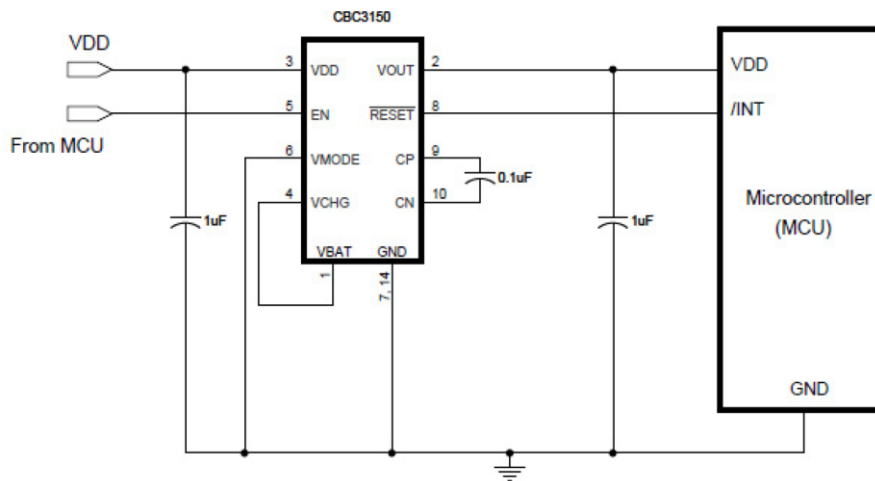 CBC3150
VDD
3
VDD
VOUT
2
VDD
5
EN
RESET
8
/INT
From MCU
6
VMODE
CP
9
0.1uF
4
VCHG
CN
10
1uF
1uF
Microcontroller
(MCU)
VBAT
GND
1
7, 14
GND